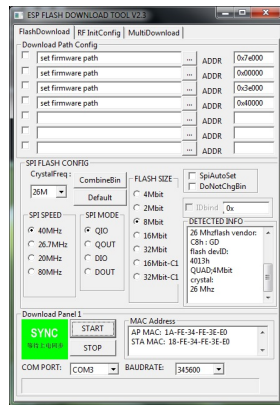 ESP FLASH DOWNLOAD TOOL V2.3
FlashDownload RF InitConfig MultiDownload
Download Path Config
set firmware path ... ADDR 0x7e000
set firmware path ... ADDR 0x00000
set firmware path ... ADDR 0x3e000
set firmware path ... ADDR 0x40000
... ADDR
... ADDR
... ADDR
SPI FLASH CONFIG
CrystalFreq :
26M
CombineBin
Default
SPI SPEED
40MHz
26.7MHz
20MHz
80MHz
SPI MODE
QIO
QOUT
DIO
DOUT
FLASH SIZE
4Mbit
2Mbit
8Mbit
16Mbit
32Mbit
16Mbit-C1
32Mbit-C1
SpiAutoSet
DoNotChgBin
IDbind 0x
DETECTED INFO
26 Mhzflash vendor:
C8h : GD
flash devID:
4013h
QUAD;4Mbit
crystal:
26 Mhz
Download Panel 1
SYNC
等待上电同步
START
STOP
MAC Address
AP MAC: 1A-FE-34-FE-3E-E0
STA MAC: 18-FE-34-FE-3E-E0
COM PORT: COM3 BAUDRATE: 345600